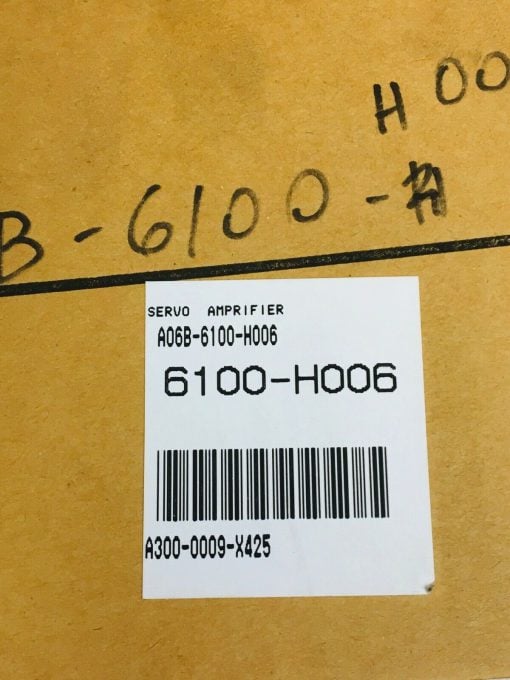 H 00
B-6100-A
SERVO AMPRIFIER
A06B-6100-H006
6100-H006
A300-0009-X425